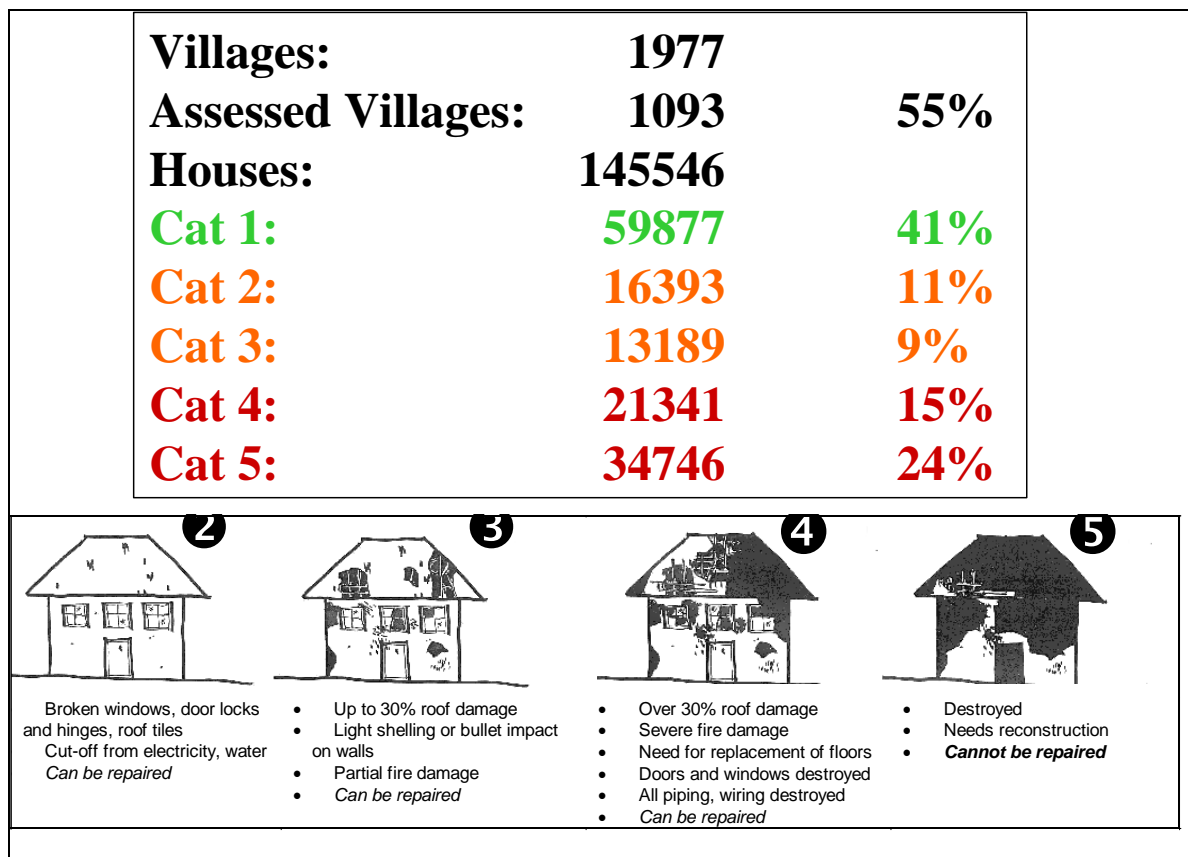 Villages: 1977
Assessed Villages: 1093 55%
Houses: 145546
Cat 1: 59877 41%
Cat 2: 16393 11%
Cat 3: 13189 9%
Cat 4: 21341 15%
Cat 5: 34746 24%
2
Broken windows, door locks
and hinges, roof tiles
Cut-off from electricity, water
Can be repaired
3
• Up to 30% roof damage
• Light shelling or bullet impact
on walls
• Partial fire damage
• Can be repaired
4
• Over 30% roof damage
• Severe fire damage
• Need for replacement of floors
• Doors and windows destroyed
• All piping, wiring destroyed
• Can be repaired
5
• Destroyed
• Needs reconstruction
• Cannot be repaired